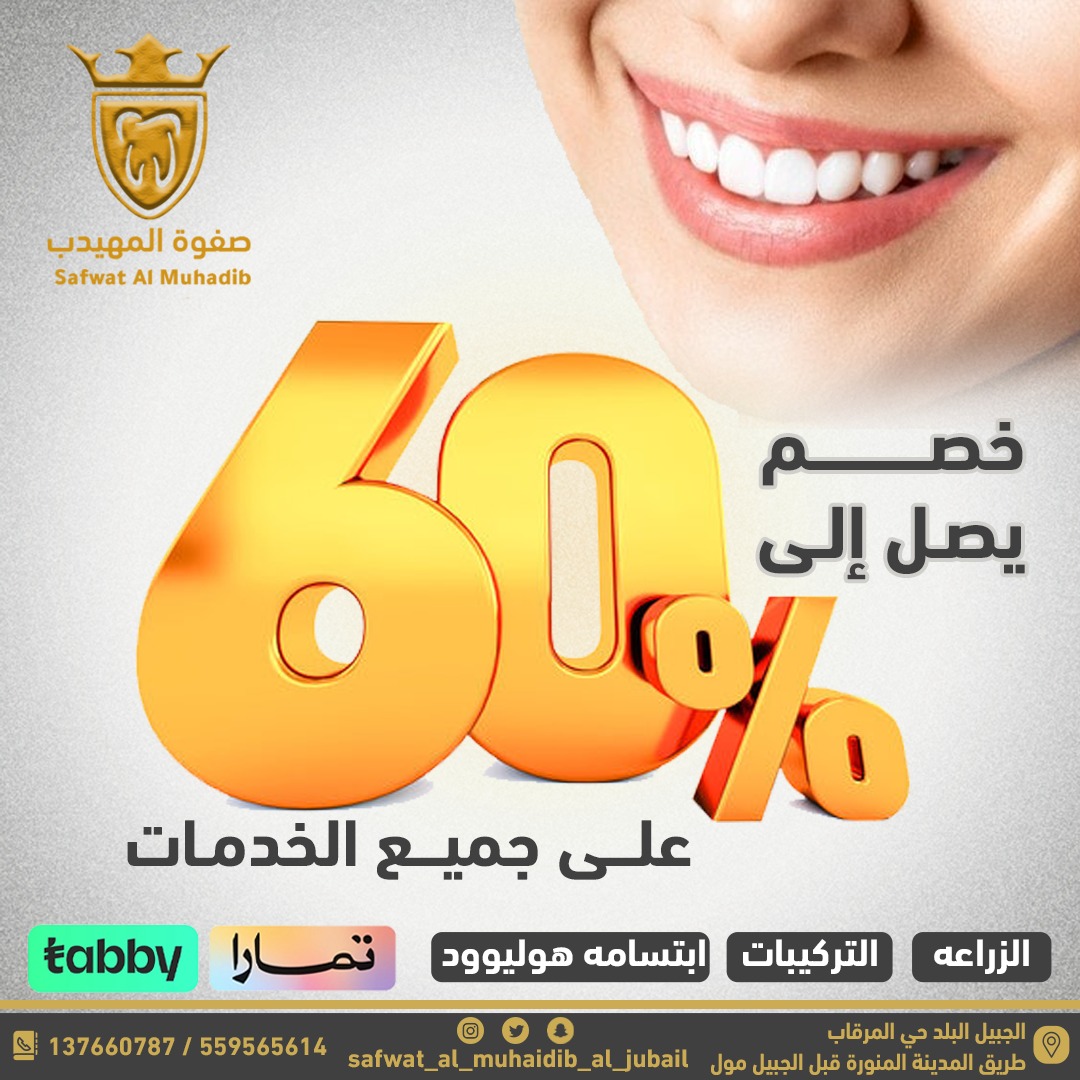 صفوة المهيدب
Safwat Al Muhadib
خصم
يصل إلى
60%
على جميع الخدمات
الزراعه
التركيبات
ابتسامه هوليوود
تمارا
tabby
الجبيل البلد حي المرقاب
طريق المدينة المنورة قبل الجبيل مول
safwat_al_muhaidib_al_jubail
137660787 / 559565614